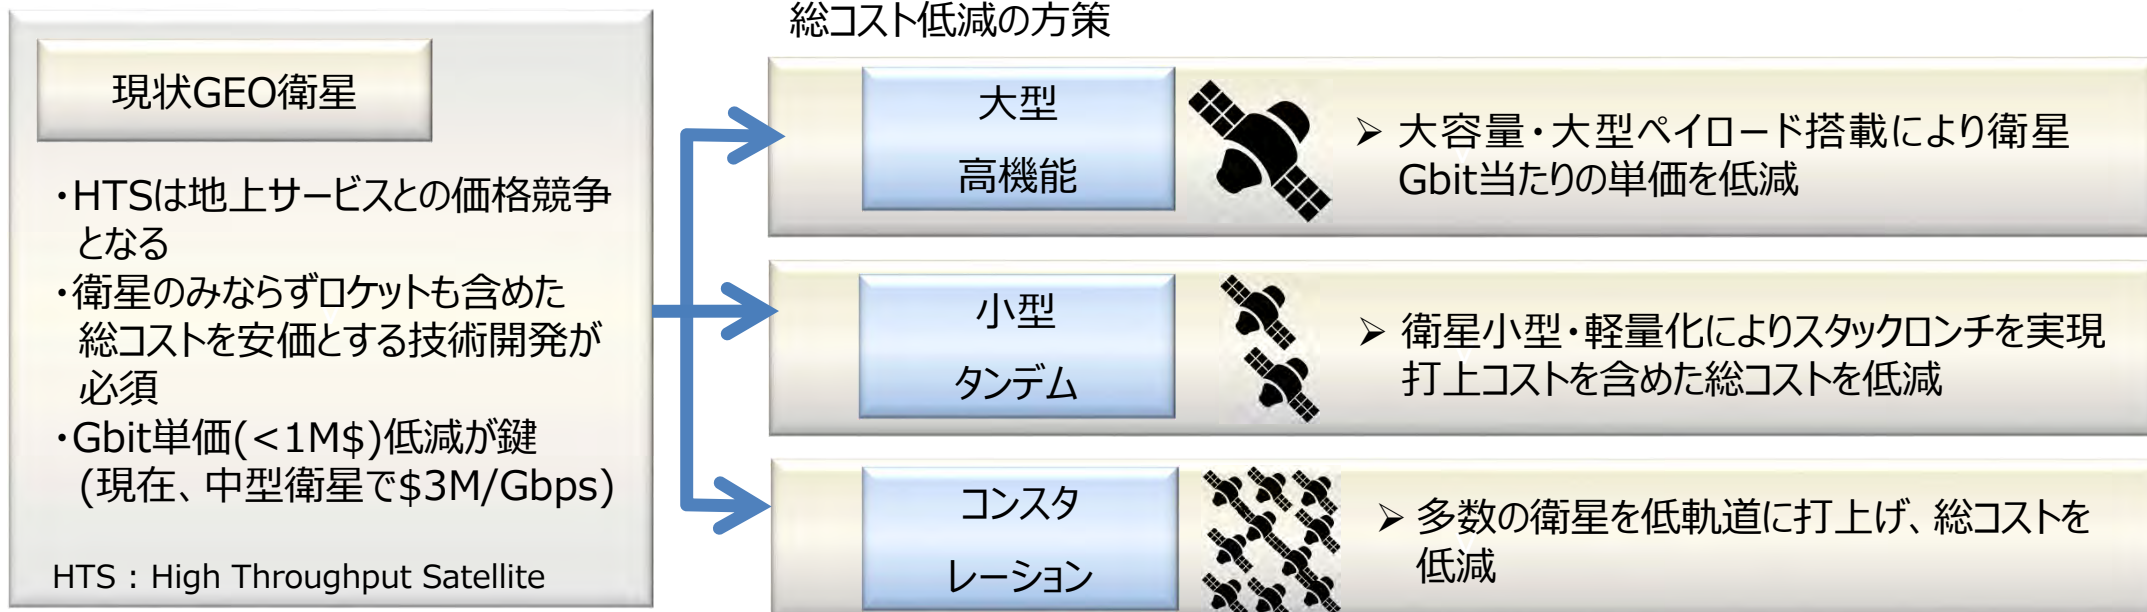 総コスト低減の方策
現状GEO衛星
・HTSは地上サービスとの価格競争
となる
・衛星のみならずロケットも含めた
総コストを安価とする技術開発が
必須
・Gbit単価(<1M$)低減が鍵
(現在、中型衛星で$3M/Gbps)
HTS : High Throughput Satellite
大型
高機能
➢ 大容量・大型ペイロード搭載により衛星
Gbit当たりの単価を低減
小型
タンデム
➢ 衛星小型・軽量化によりスタックロンチを実現
打上コストを含めた総コストを低減
コンスタ
レーション
➢ 多数の衛星を低軌道に打上げ、総コストを
低減